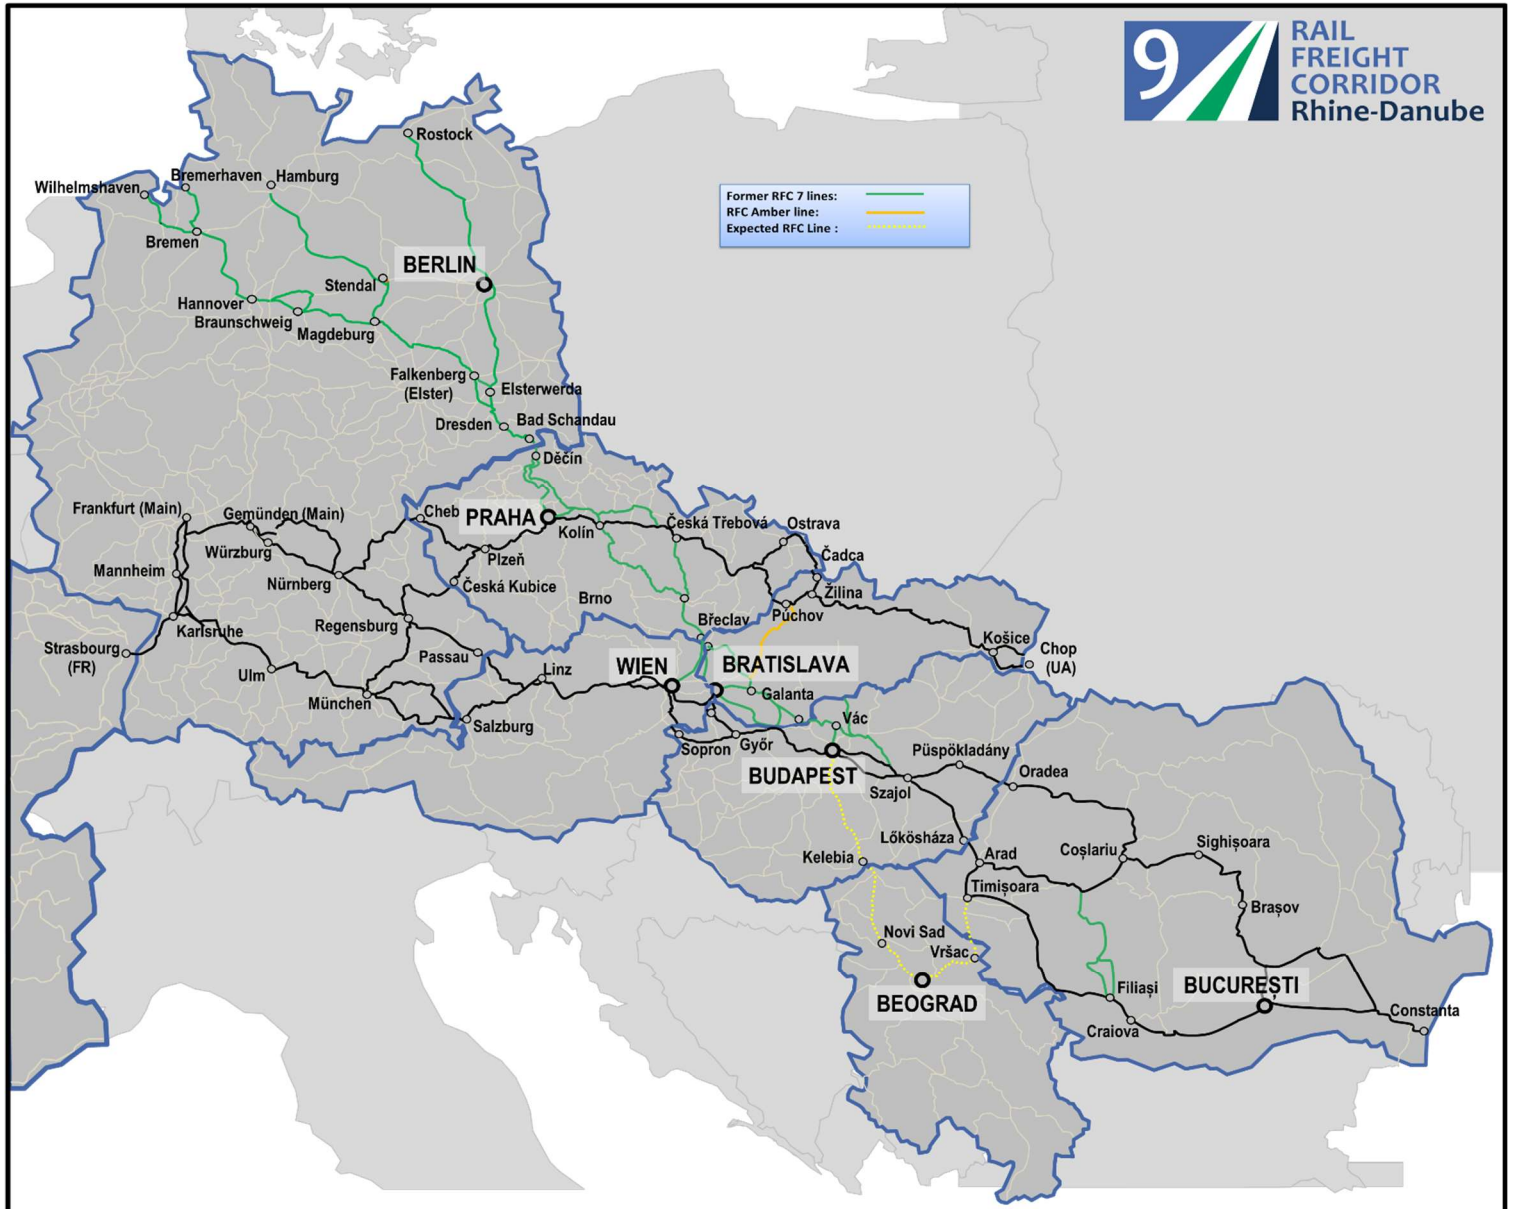 9
RAIL
FREIGHT
CORRIDOR
Rhine-Danube
Former RFC 7 lines:
RFC Amber line:
Expected RFC Line :
Rostock
Wilhelmshaven
Bremerhaven
Hamburg
Bremen
BERLIN
Stendal
Hannover
Braunschweig
Magdeburg
Falkenberg
(Elster)
Elsterwerda
Dresden
Bad Schandau
Děčín
Frankfurt (Main)
Gemünden (Main)
Cheb
PRAHA
Kolín
Česká Třebová
Ostrava
Würzburg
Plzeň
Čadca
Mannheim
Nürnberg
Česká Kubice
Brno
Žilina
Púchov
Karlsruhe
Regensburg
Břeclav
Strasbourg
(FR)
Košice
Chop
(UA)
Passau
Ulm
Linz
WIEN
BRATISLAVA
Galanta
München
Salzburg
Vác
Sopron
Győr
BUDAPEST
Püspökladány
Oradea
Szajol
Lőkösháza
Kelebia
Arad
Coșlariu
Sighișoara
Timișoara
Brașov
Novi Sad
Vršac
BEOGRAD
Filiași
BUCUREȘTI
Craiova
Constanta